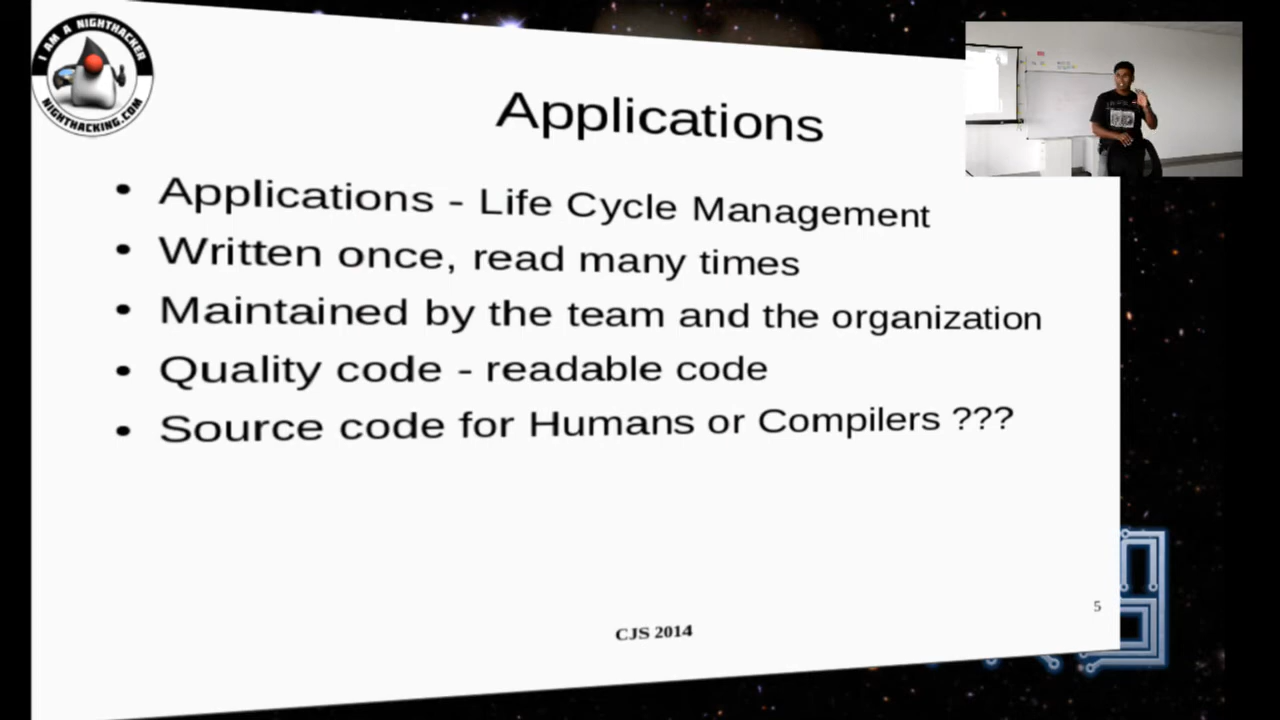 I AM A NIGHTHACKER
NIGHTHACKING.COM
Applications
• Applications - Life Cycle Management
• Written once, read many times
• Maintained by the team and the organization
• Quality code - readable code
• Source code for Humans or Compilers ???
5
CJS 2014